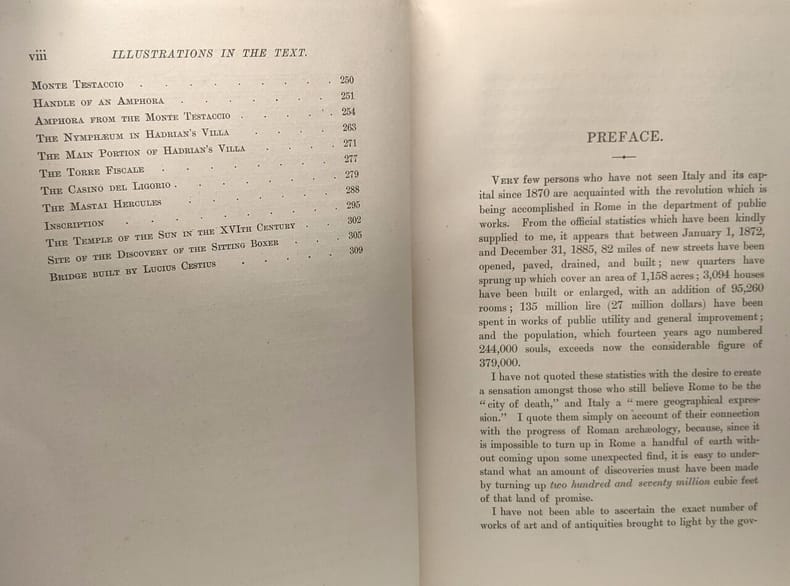 viii ILLUSTRATIONS IN THE TEXT.
MONTE TESTACCIO . . . . . . . . 250
HANDLE OF AN AMPHORA . . . . . . . 251
AMPHORA FROM THE MONTE TESTACCIO . . . . . 254
THE NYMPHÆUM IN HADRIAN'S VILLA . . . . 263
THE MAIN PORTION OF HADRIAN'S VILLA . . . . 271
THE TORRE FISCALE . . . . . . . 277
THE CASINO DEL LIGORIO . . . . . . . 279
THE MASTAI HERCULES . . . . . . . 288
INSCRIPTION . . . . . . . . 295
THE TEMPLE OF THE SUN IN THE XVITH CENTURY . . 302
SITE OF THE DISCOVERY OF THE SITTING BOXER . . . 305
BRIDGE BUILT BY LUCIUS CESTIUS . . . . . 309
PREFACE.
VERY few persons who have not seen Italy and its cap-
ital since 1870 are acquainted with the revolution which is
being accomplished in Rome in the department of public
works. From the official statistics which have been kindly
supplied to me, it appears that between January 1, 1872,
and December 31, 1885, 82 miles of new streets have been
opened, paved, drained, and built; new quarters have
sprung up which cover an area of 1,158 acres; 3,094 houses
have been built or enlarged, with an addition of 95,260
rooms; 135 million lire (27 million dollars) have been
spent in works of public utility and general improvement;
and the population, which fourteen years ago numbered
244,000 souls, exceeds now the considerable figure of
379,000.
I have not quoted these statistics with the desire to create
a sensation amongst those who still believe Rome to be the
"city of death," and Italy a "mere geographical expres-
sion." I quote them simply on account of their connection
with the progress of Roman archæology, because, since it
is impossible to turn up in Rome a handful of earth with-
out coming upon some unexpected find, it is easy to under-
stand what an amount of discoveries must have been made
by turning up two hundred and seventy million cubic feet
of that land of promise.
I have not been able to ascertain the exact number of
works of art and of antiquities brought to light by the gov-